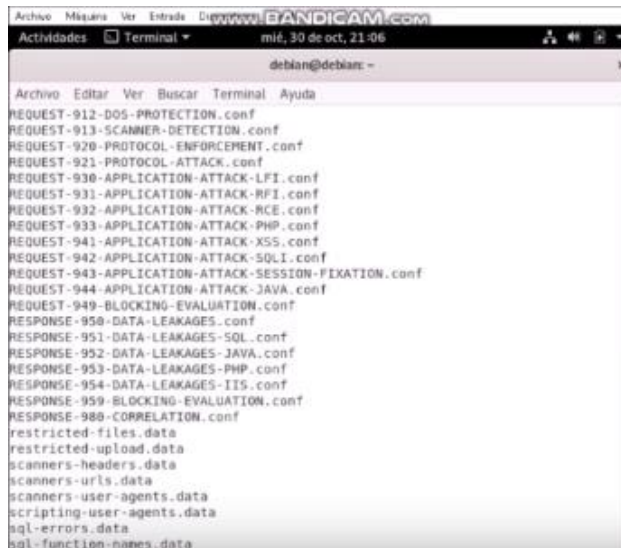 Archivo Máquina Ver Entrada
www.BANDICAM.com
Actividades Terminal mié, 30 de oct, 21:06
debian@debian: ~
Archivo Editar Ver Buscar Terminal Ayuda
REQUEST-912-DOS-PROTECTION.conf
REQUEST-913-SCANNER-DETECTION.conf
REQUEST-920-PROTOCOL-ENFORCEMENT.conf
REQUEST-921-PROTOCOL-ATTACK.conf
REQUEST-930-APPLICATION-ATTACK-LFI.conf
REQUEST-931-APPLICATION-ATTACK-RFI.conf
REQUEST-932-APPLICATION-ATTACK-RCE.conf
REQUEST-933-APPLICATION-ATTACK-PHP.conf
REQUEST-941-APPLICATION-ATTACK-XSS.conf
REQUEST-942-APPLICATION-ATTACK-SQLI.conf
REQUEST-943-APPLICATION-ATTACK-SESSION-FIXATION.conf
REQUEST-944-APPLICATION-ATTACK-JAVA.conf
REQUEST-949-BLOCKING-EVALUATION.conf
RESPONSE-950-DATA-LEAKAGES.conf
RESPONSE-951-DATA-LEAKAGES-SQL.conf
RESPONSE-952-DATA-LEAKAGES-JAVA.conf
RESPONSE-953-DATA-LEAKAGES-PHP.conf
RESPONSE-954-DATA-LEAKAGES-IIS.conf
RESPONSE-959-BLOCKING-EVALUATION.conf
RESPONSE-980-CORRELATION.conf
restricted-files.data
restricted-upload.data
scanners-headers.data
scanners-urls.data
scanners-user-agents.data
scripting-user-agents.data
sql-errors.data
sql-function-names.data